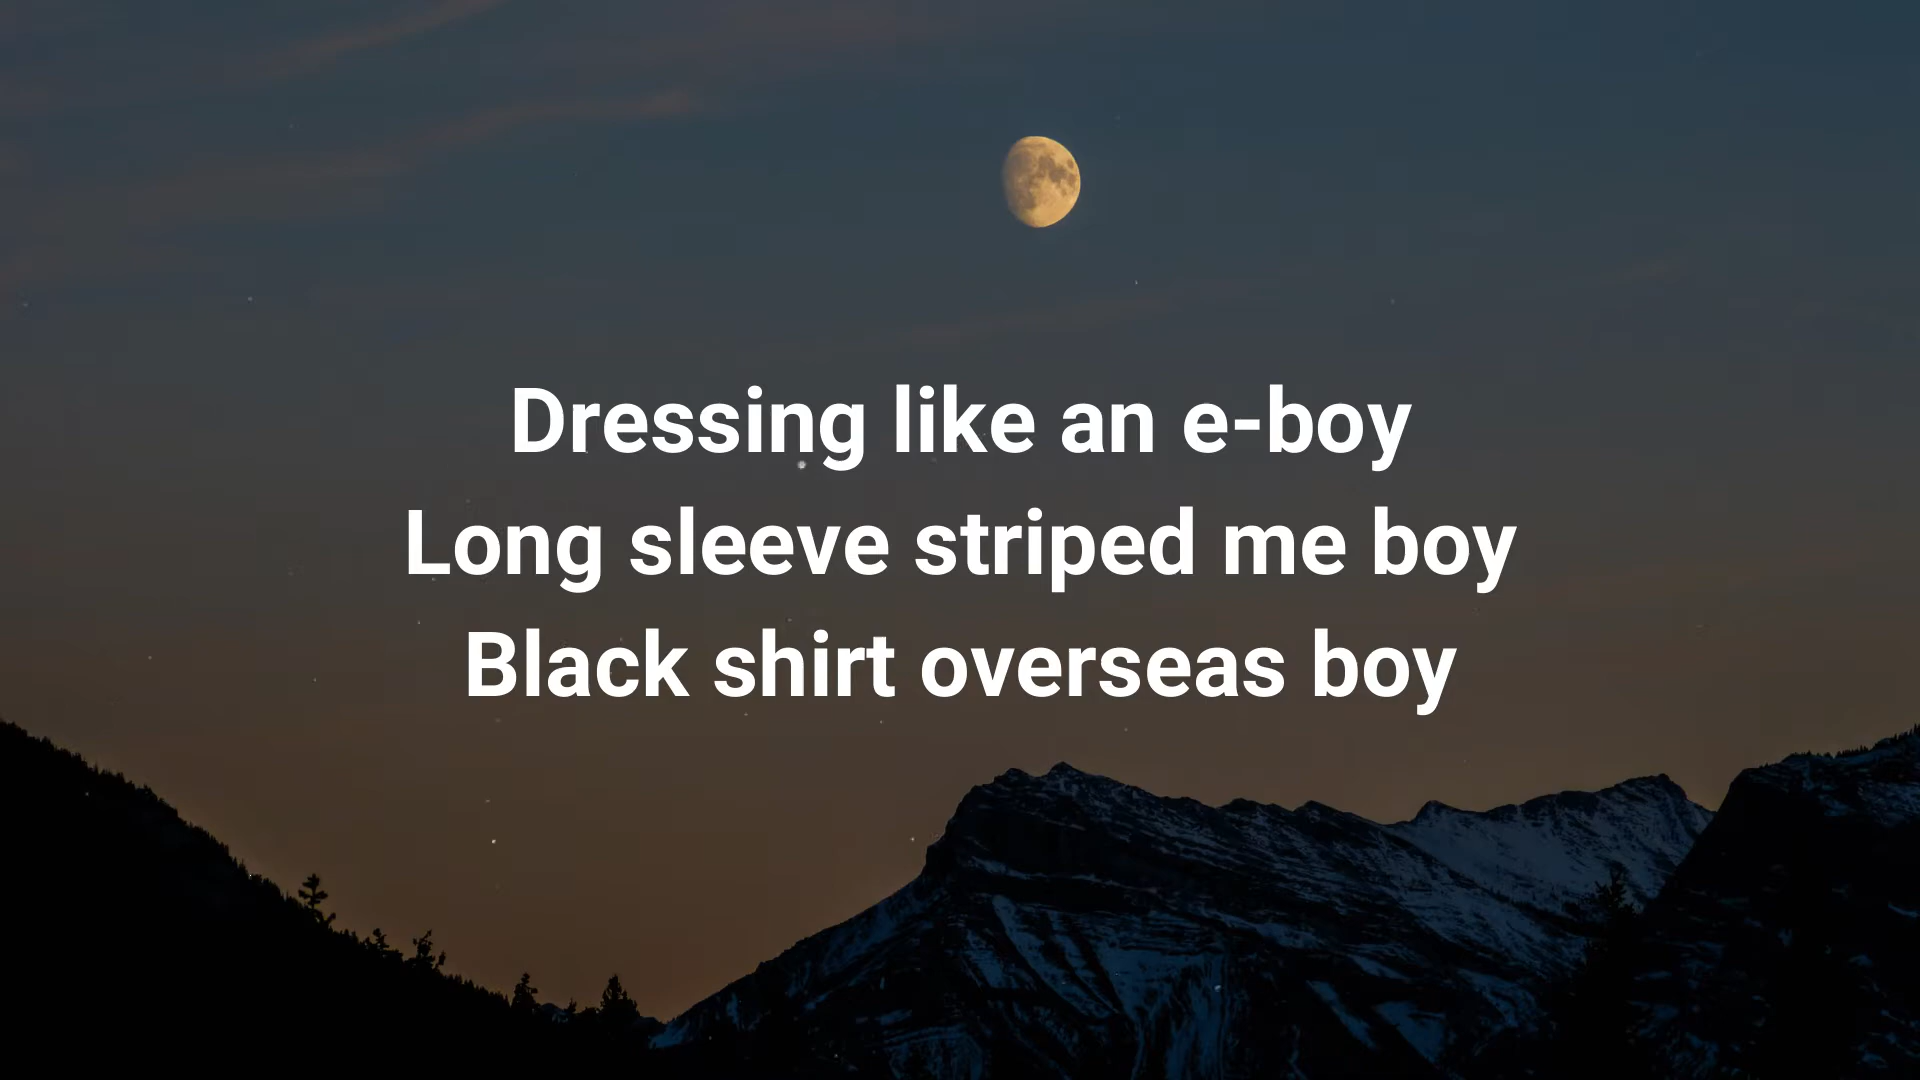 Dressing like an e-boy
Long sleeve striped me boy
Black shirt overseas boy